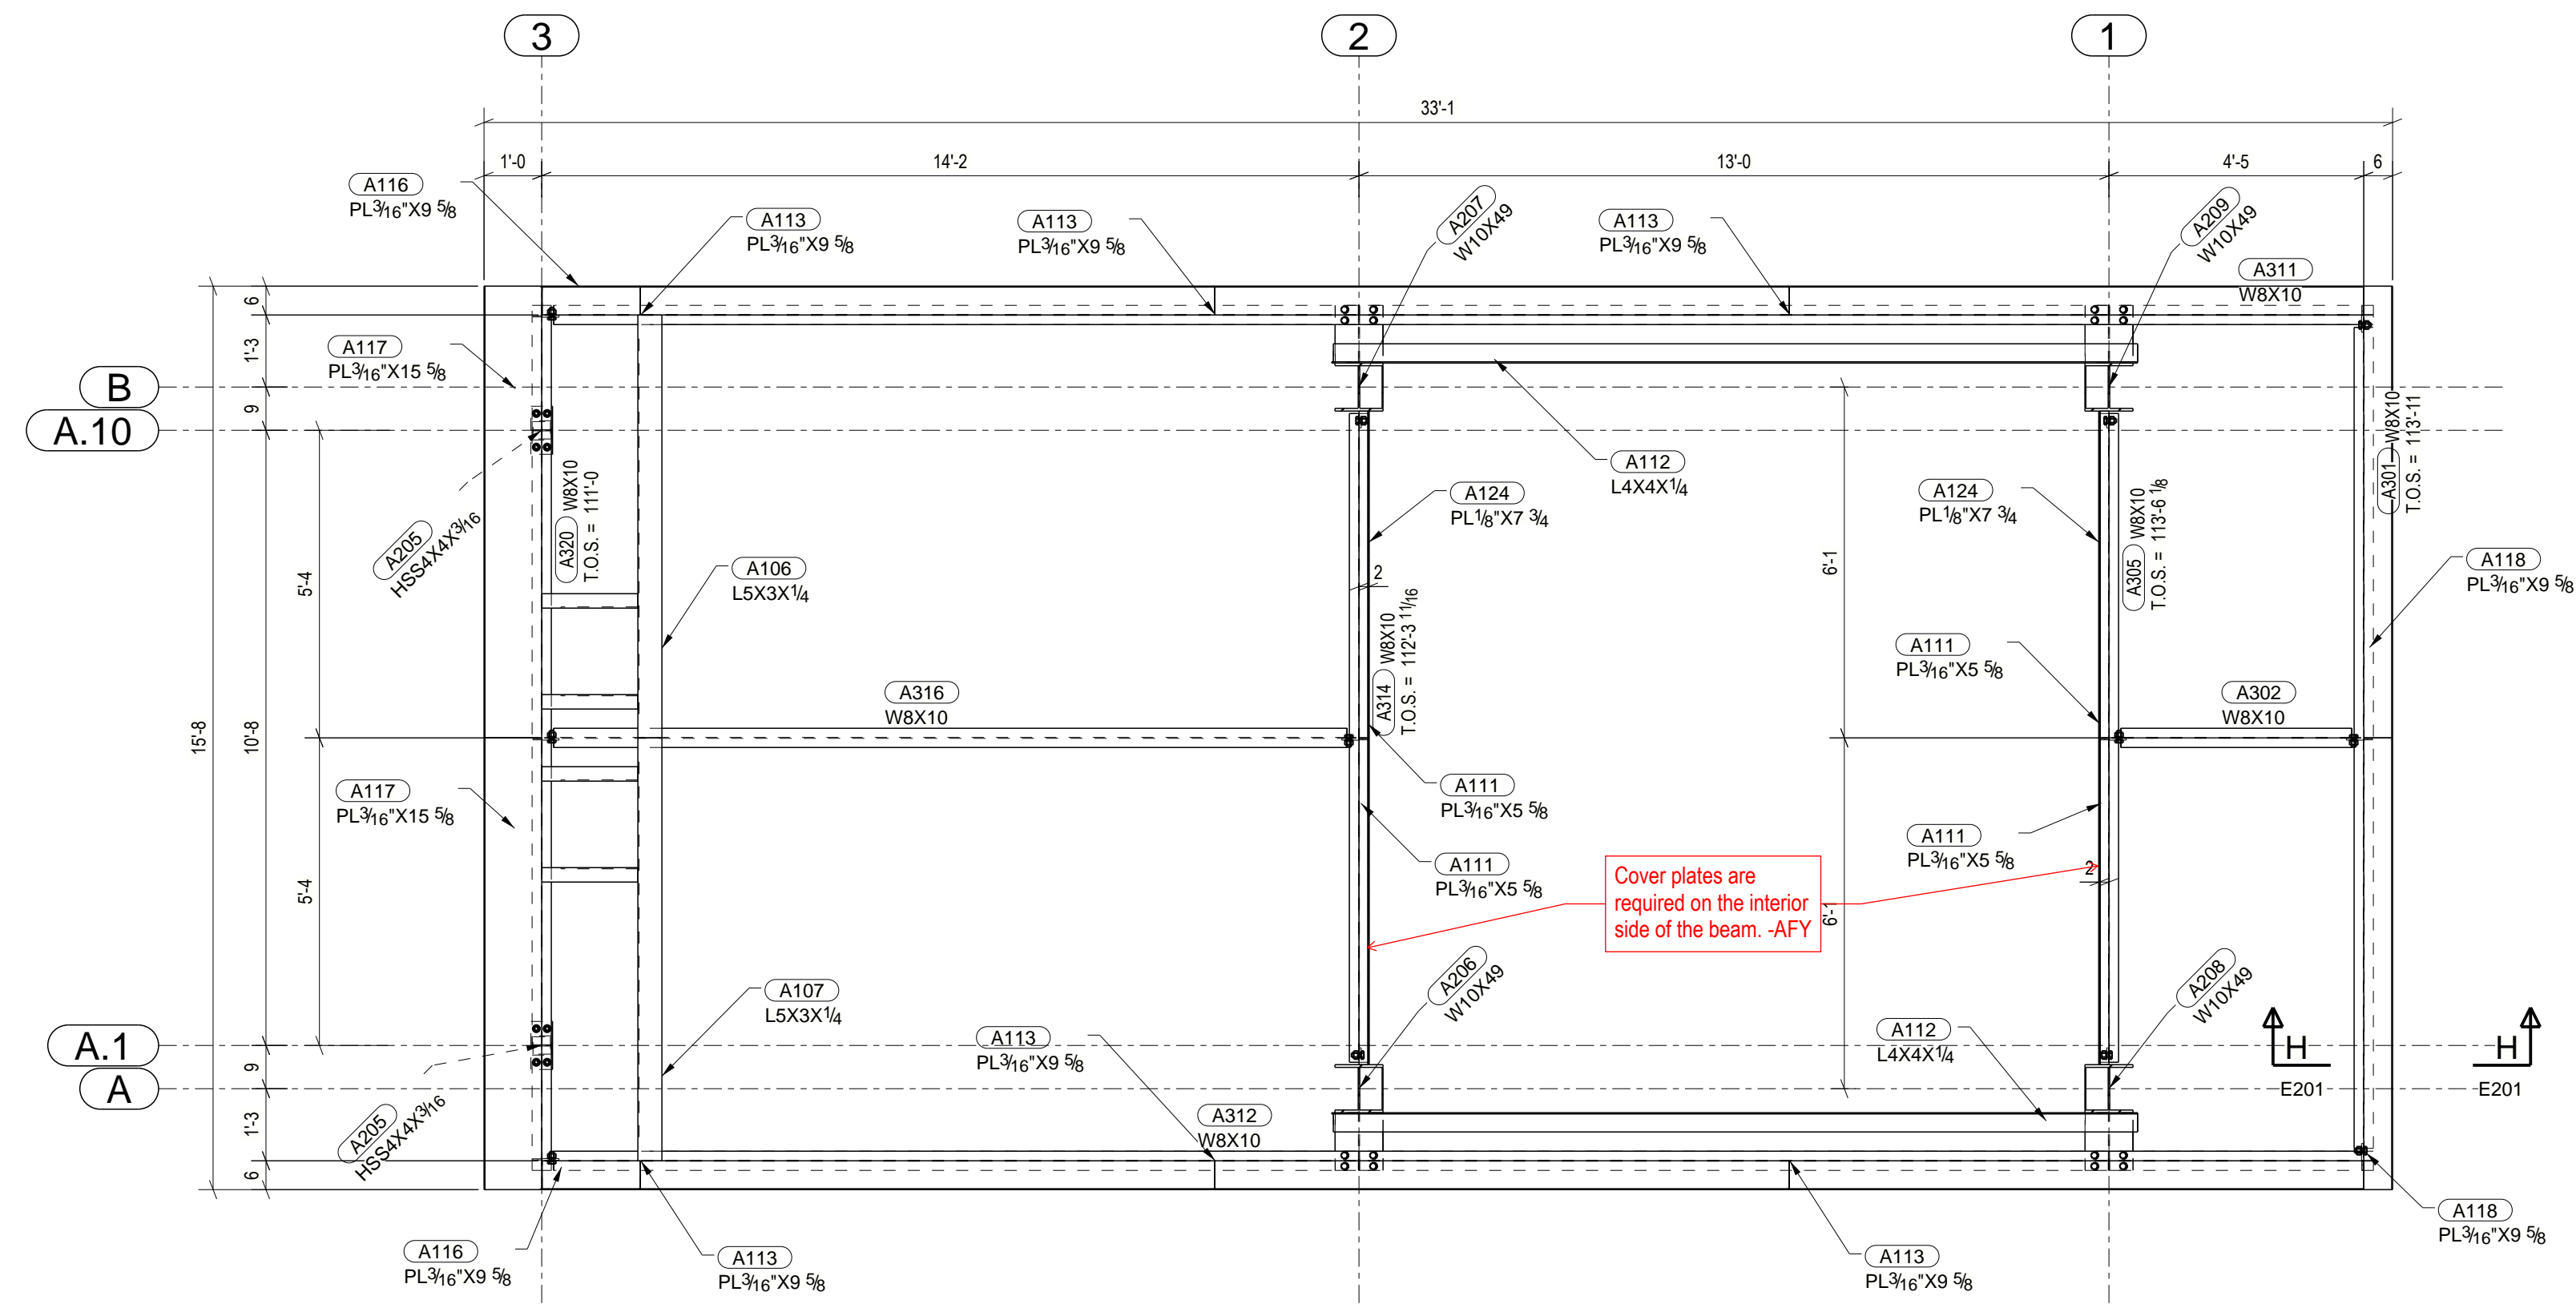 3
2
1
33'-1
1'-0
14'-2
13'-0
4'-5
6
A116
PL3/16"X9 5/8
A113
PL3/16"X9 5/8
A113
PL3/16"X9 5/8
A113
PL3/16"X9 5/8
A207
W10X49
A209
W10X49
A311
W8X10
6
1'-3
A117
PL3/16"X15 5/8
B
9
A.10
A205
HSS4X4X3/16
A320 W8X10
T.O.S. = 111'-0
A106
L5X3X1/4
A112
L4X4X1/4
A124
PL1/8"X7 3/4
A124
PL1/8"X7 3/4
A301 W8X10
T.O.S. = 113'-11
A305 W8X10
T.O.S. = 113'-6 1/8
A118
PL3/16"X9 5/8
5'-4
6'-1
2
A314 W8X10
T.O.S. = 112'-3 11/16
A111
PL3/16"X5 5/8
A316
W8X10
A302
W8X10
15'-8
10'-8
A117
PL3/16"X15 5/8
A111
PL3/16"X5 5/8
A111
PL3/16"X5 5/8
A111
PL3/16"X5 5/8
2
Cover plates are
required on the interior
side of the beam. -AFY
5'-4
6'-1
A107
L5X3X1/4
A206
W10X49
A208
W10X49
A.1
A113
PL3/16"X9 5/8
A112
L4X4X1/4
H
H
E201
E201
9
A
A205
HSS4X4X3/16
1'-3
A312
W8X10
6
A116
PL3/16"X9 5/8
A113
PL3/16"X9 5/8
A113
PL3/16"X9 5/8
A118
PL3/16"X9 5/8